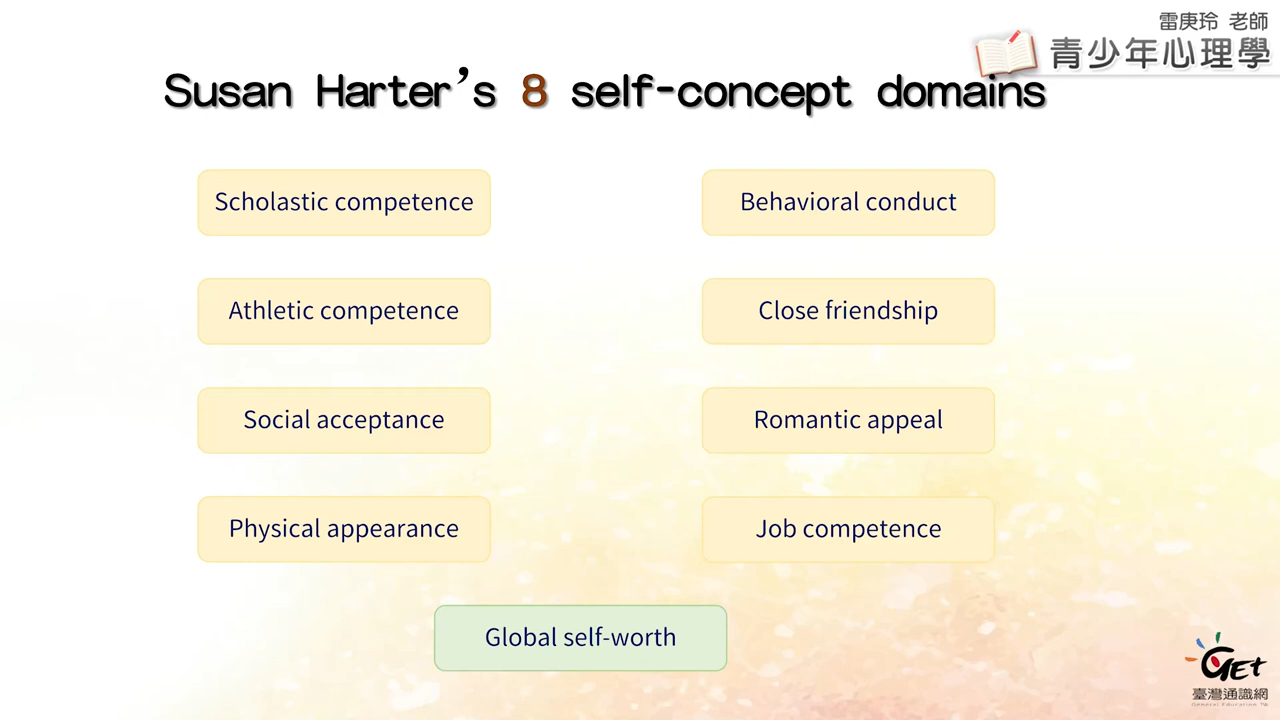 雷庚玲 老師
青少年心理學
Susan Harter's 8 self-concept domains
Scholastic competence
Behavioral conduct
Athletic competence
Close friendship
Social acceptance
Romantic appeal
Physical appearance
Job competence
Global self-worth
GET
臺灣通識網